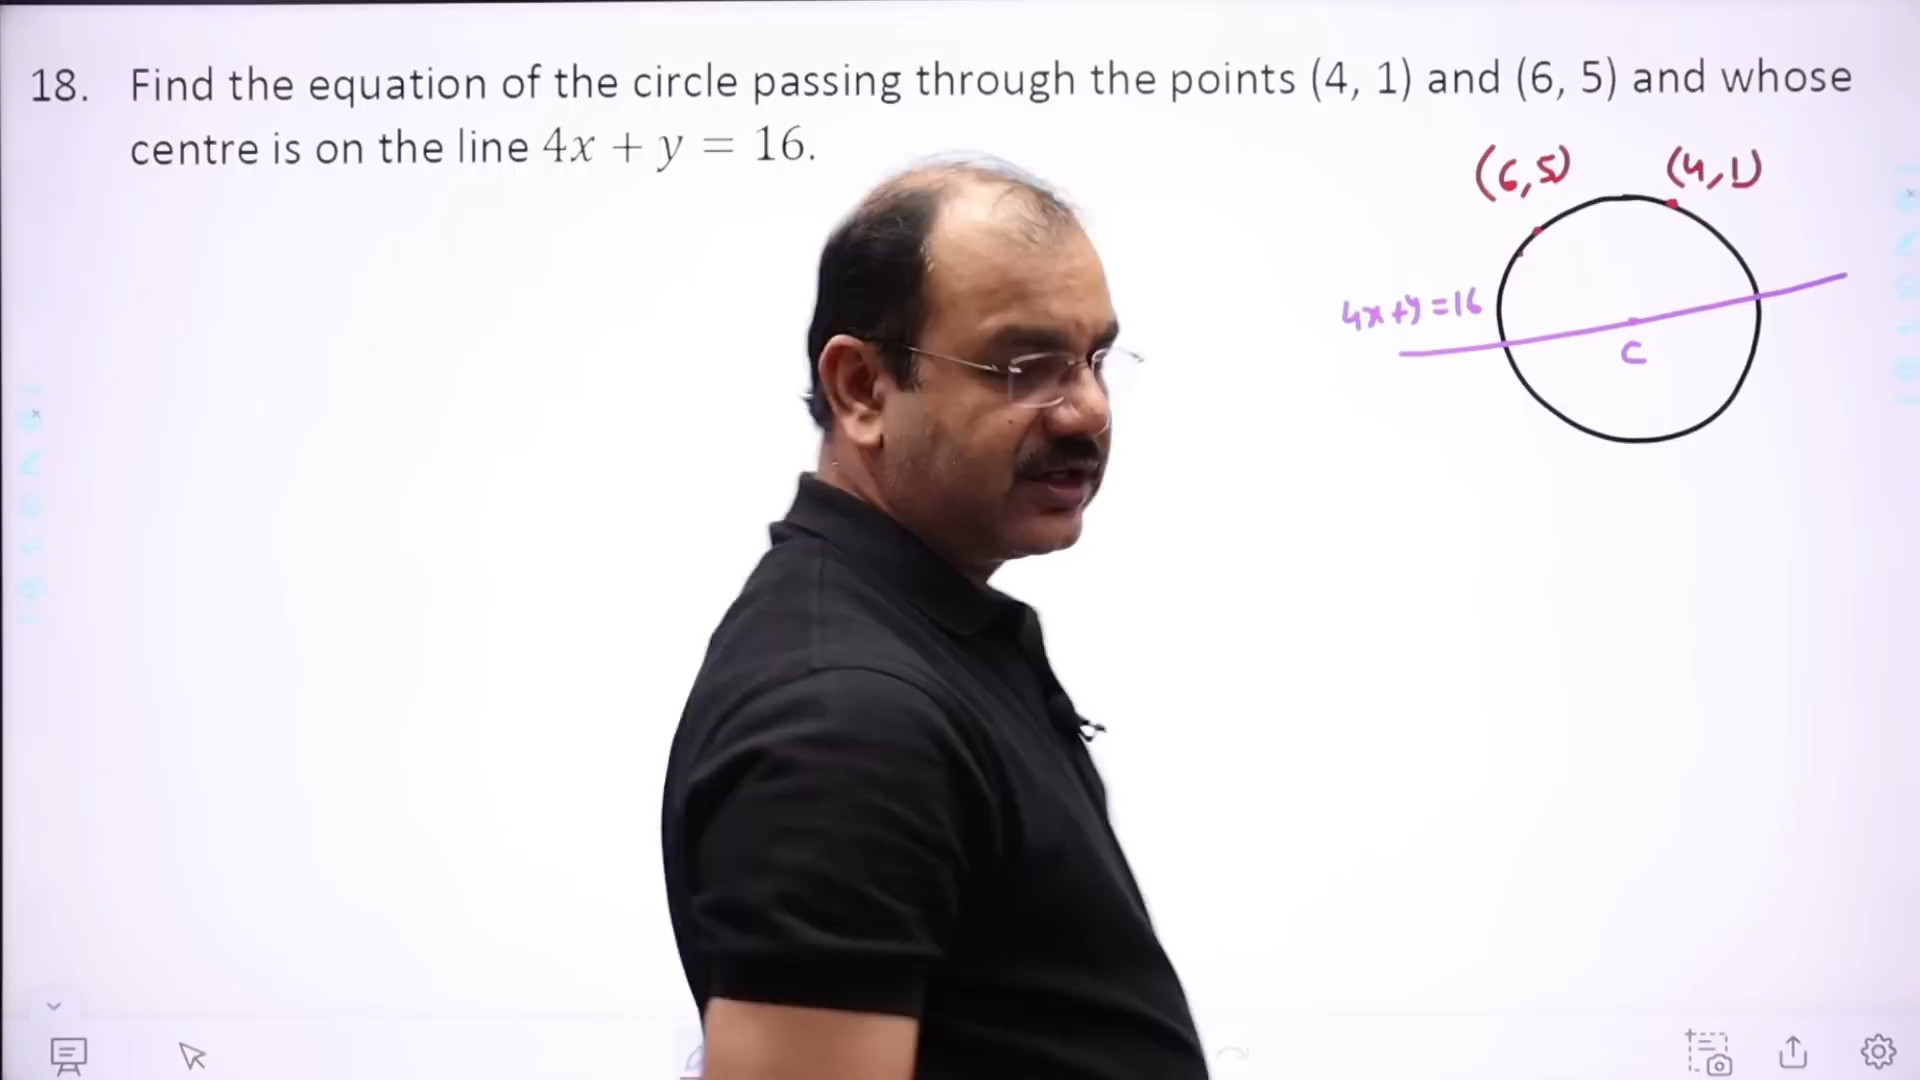 18. Find the equation of the circle passing through the points (4, 1) and (6, 5) and whose
centre is on the line 4x + y = 16.
(6,5) (4,1)
4x+y=16
C